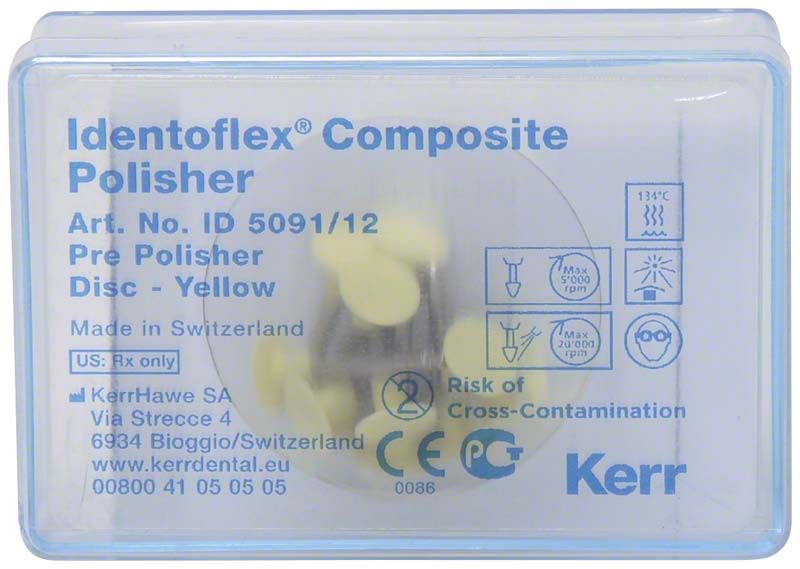 Identoflex® Composite
Polisher
Art. No. ID 5091/12
Pre Polisher
Disc - Yellow
Made in Switzerland
US: Rx only
KerrHawe SA
Via Strecce 4
6934 Bioggio/Switzerland
www.kerrdental.eu
00800 41 05 05 05
134°C
Max
5'000
rpm
Max
20'000
rpm
2
Risk of
Cross-Contamination
CE
0086
РСТ
Kerr